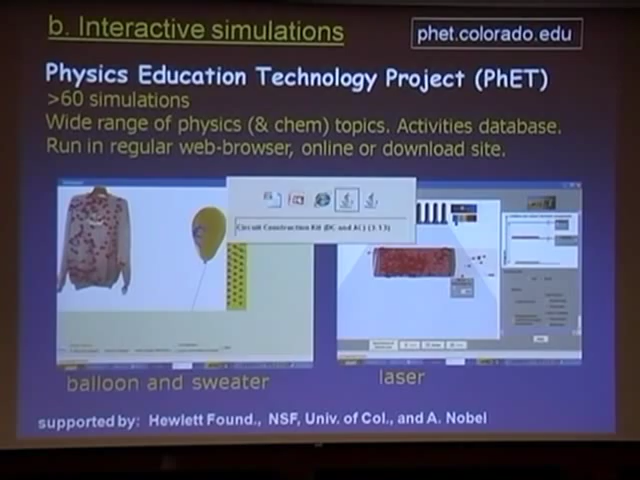 b. Interactive simulations
phet.colorado.edu
Physics Education Technology Project (PhET)
>60 simulations
Wide range of physics (& chem) topics. Activities database.
Run in regular web-browser, online or download site.
Circuit Construction Kit (DC and AC) (3.13)
balloon and sweater
laser
supported by: Hewlett Found., NSF, Univ. of Col., and A. Nobel